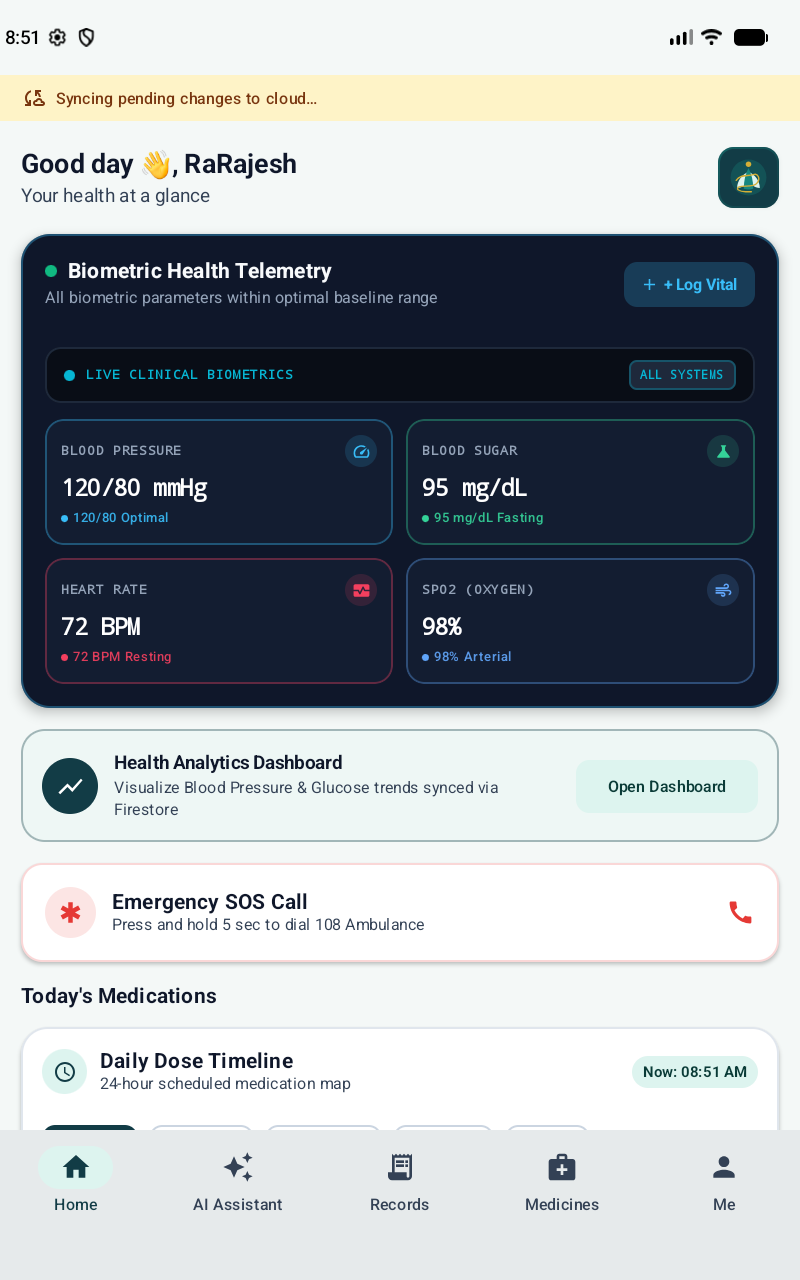 8:51
Syncing pending changes to cloud...
Good day 👋, RaRajesh
Your health at a glance
Biometric Health Telemetry
All biometric parameters within optimal baseline range
+ Log Vital
LIVE CLINICAL BIOMETRICS
ALL SYSTEMS
BLOOD PRESSURE
120/80 mmHg
120/80 Optimal
BLOOD SUGAR
95 mg/dL
95 mg/dL Fasting
HEART RATE
72 BPM
72 BPM Resting
SPO2 (OXYGEN)
98%
98% Arterial
Health Analytics Dashboard
Visualize Blood Pressure & Glucose trends synced via
Firestore
Open Dashboard
Emergency SOS Call
Press and hold 5 sec to dial 108 Ambulance
Today's Medications
Daily Dose Timeline
24-hour scheduled medication map
Now: 08:51 AM
Home
AI Assistant
Records
Medicines
Me